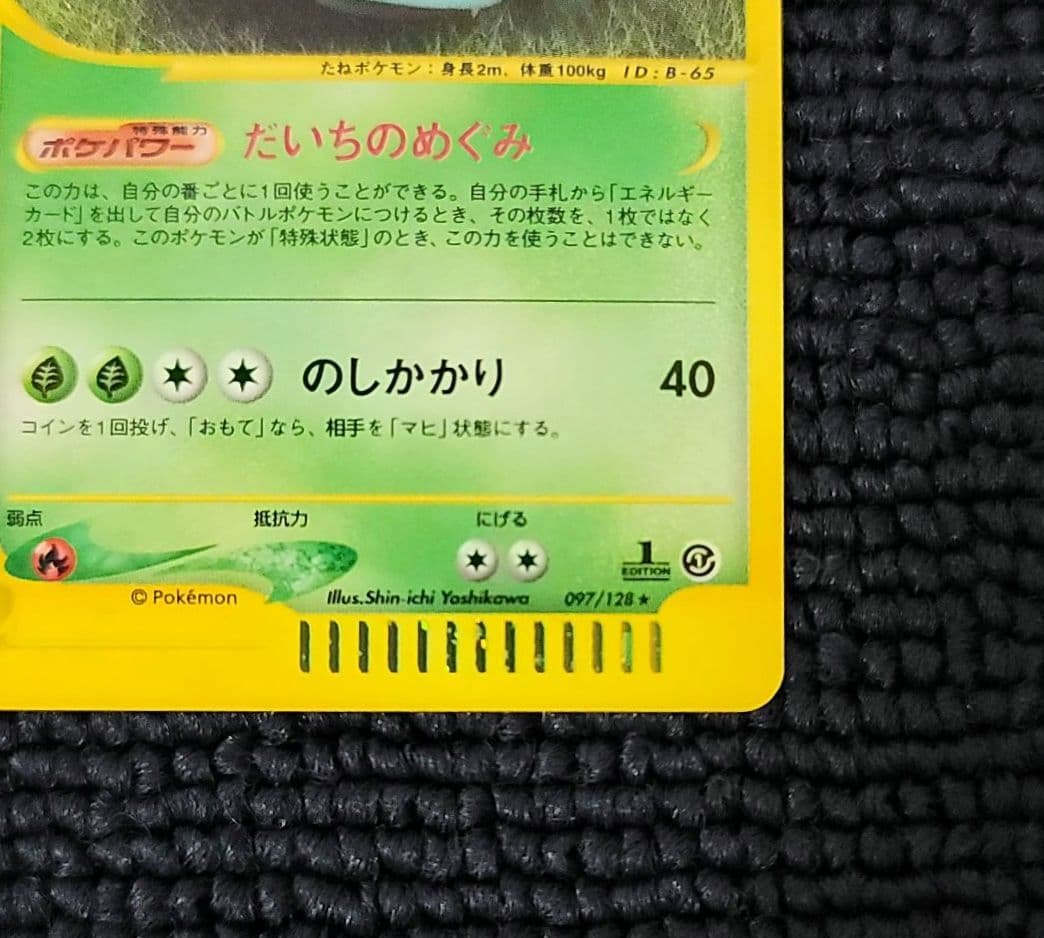 たねポケモン：身長2m、体重100kg ID：B-65
特殊能力
ポケパワー だいちのめぐみ
この力は、自分の番ごとに1回使うことができる。自分の手札から「エネルギー
カード」を出して自分のバトルポケモンにつけるとき、その枚数を、1枚ではなく
2枚にする。このポケモンが「特殊状態」のとき、この力を使うことはできない。
のしかかり 40
コインを1回投げ、「おもて」なら、相手を「マヒ」状態にする。
弱点 抵抗力 にげる
1
EDITION
© Pokémon Illus.Shin-ichi Yoshikawa 097/128★